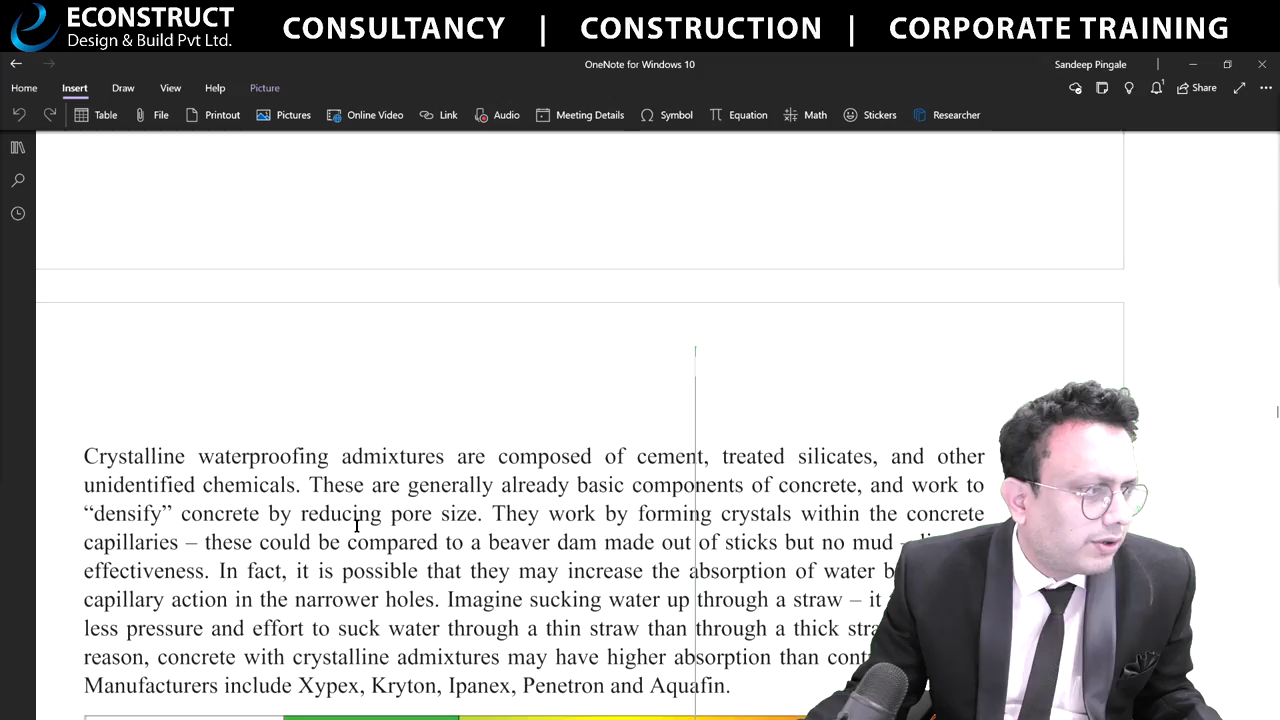 ECONSTRUCT
Design & Build Pvt Ltd.
CONSULTANCY | CONSTRUCTION | CORPORATE TRAINING
OneNote for Windows 10
Sandeep Pingale
Home Insert Draw View Help Picture
1
Share
Table File Printout Pictures Online Video Link Audio Meeting Details Symbol Equation Math Stickers Researcher
Crystalline waterproofing admixtures are composed of cement, treated silicates, and other
unidentified chemicals. These are generally already basic components of concrete, and work to
“densify” concrete by reducing pore size. They work by forming crystals within the concrete
capillaries – these could be compared to a beaver dam made out of sticks but no mud –
effectiveness. In fact, it is possible that they may increase the absorption of water
capillary action in the narrower holes. Imagine sucking water up through a straw – it
less pressure and effort to suck water through a thin straw than through a thick
reason, concrete with crystalline admixtures may have higher absorption than
Manufacturers include Xypex, Kryton, Ipanex, Penetron and Aquafin.